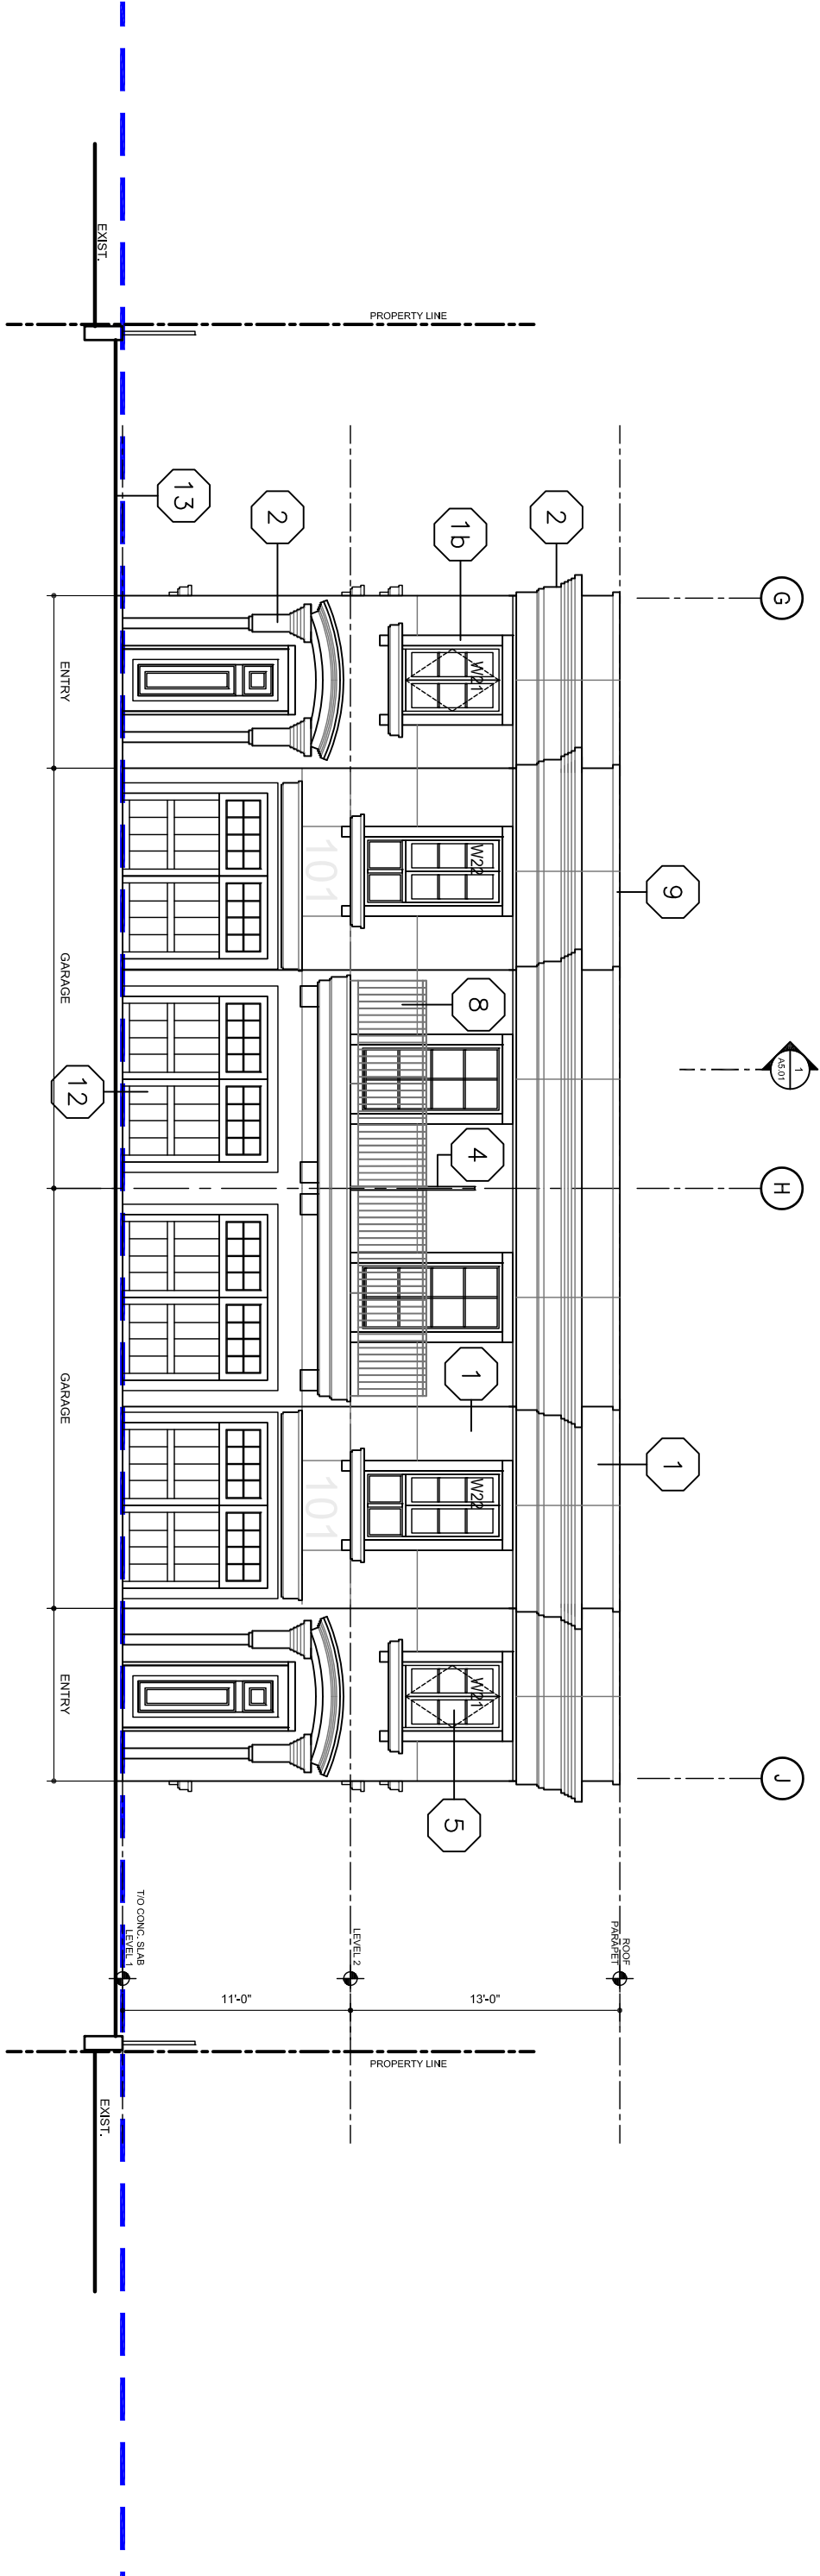 G
H
J
1
A5.01
2
1b
2
13
9
8
4
1
1
5
12
W21
W22
W22
W21
101
101
PROPERTY LINE
PROPERTY LINE
EXIST.
EXIST.
ENTRY
GARAGE
GARAGE
ENTRY
ROOF
PARAPET
13'-0"
LEVEL 2
11'-0"
T/O CONC. SLAB
LEVEL 1